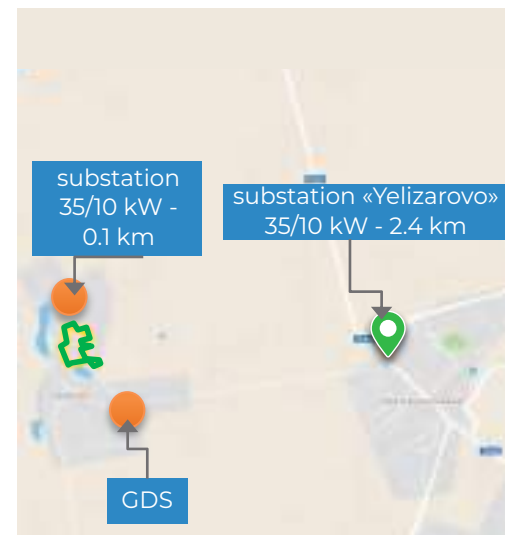 substation
35/10 kW -
0.1 km
substation «Yelizarovo»
35/10 kW - 2.4 km
GDS